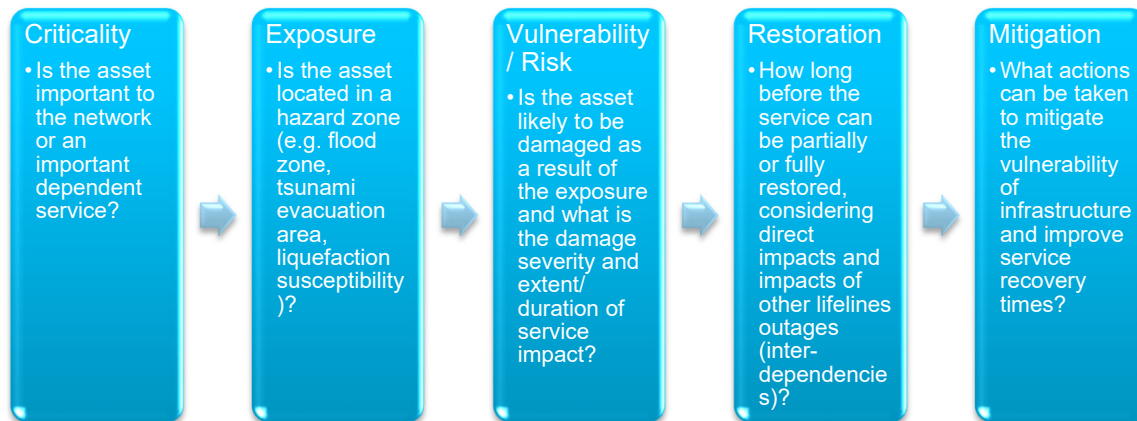 Criticality
• Is the asset
important to
the network
or an
important
dependent
service?
Exposure
• Is the asset
located in a
hazard zone
(e.g. flood
zone,
tsunami
evacuation
area,
liquefaction
susceptibility
)?
Vulnerability
/ Risk
• Is the asset
likely to be
damaged as
a result of
the exposure
and what is
the damage
severity and
extent/
duration of
service
impact?
Restoration
• How long
before the
service can
be partially
or fully
restored,
considering
direct
impacts and
impacts of
other lifelines
outages
(inter-
dependencie
s)?
Mitigation
• What actions
can be taken
to mitigate
the
vulnerability
of
infrastructure
and improve
service
recovery
times?